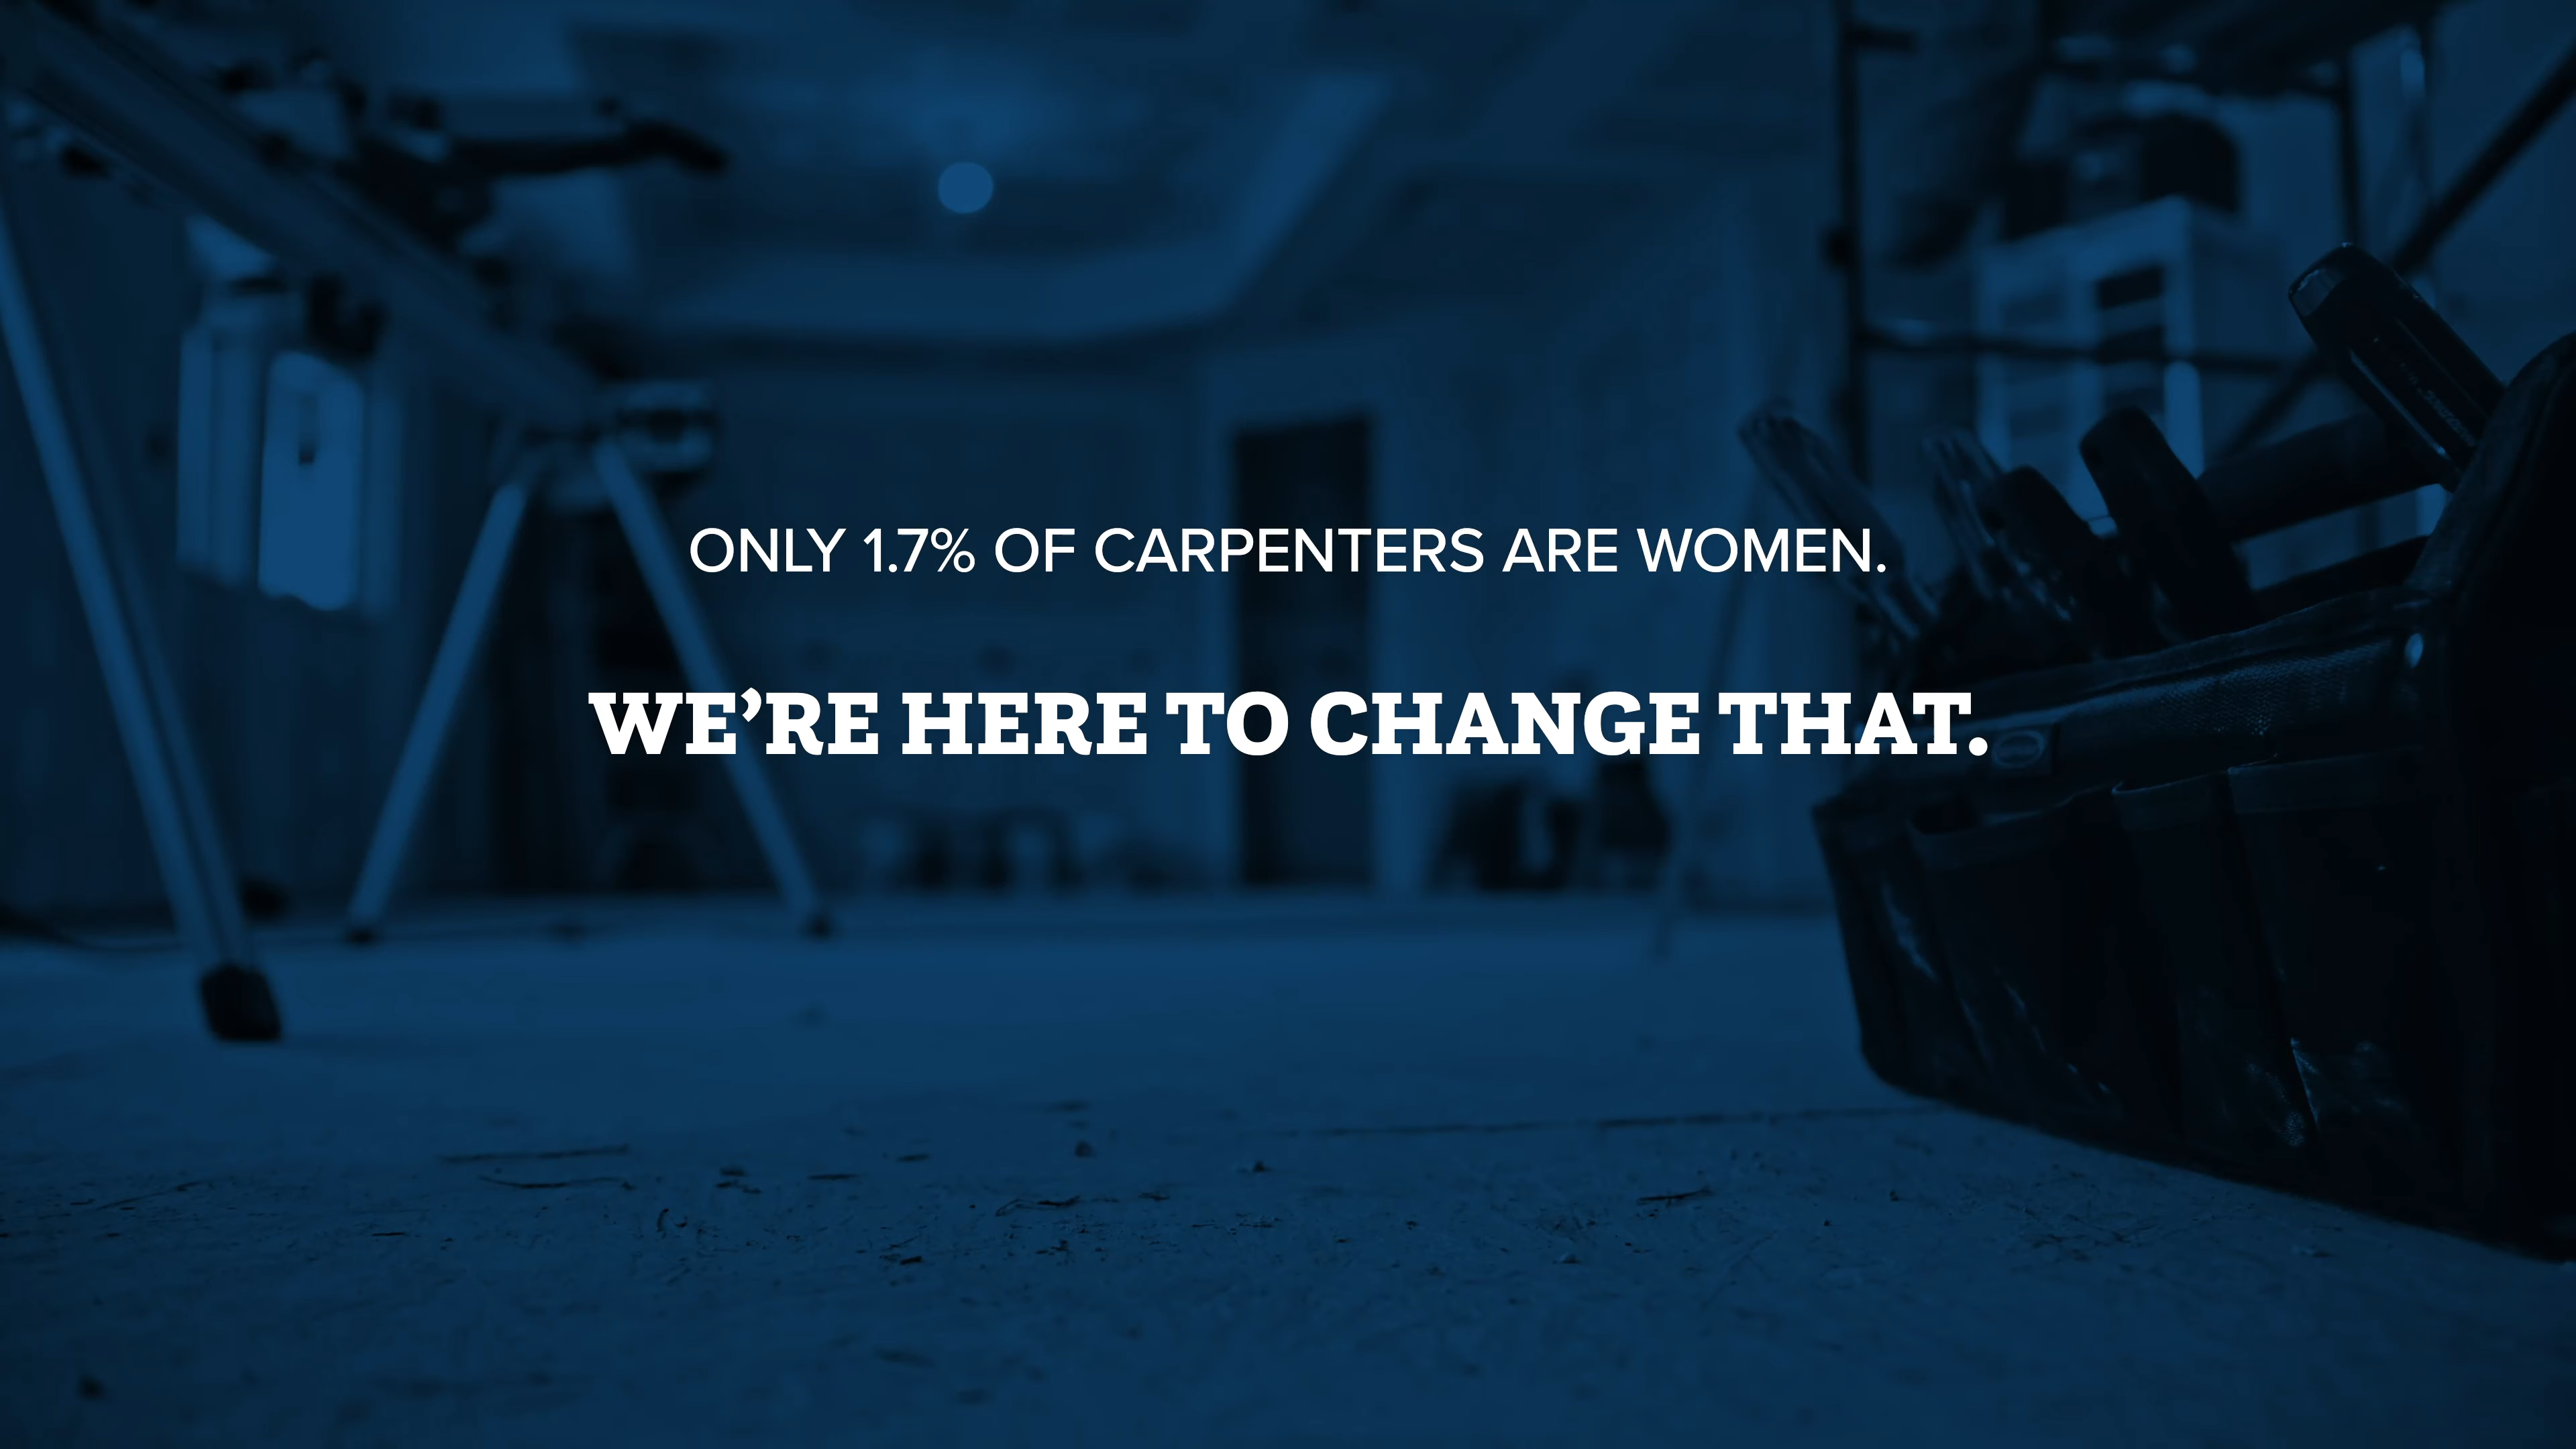 ONLY 1.7% OF CARPENTERS ARE WOMEN.
WE’RE HERE TO CHANGE THAT.